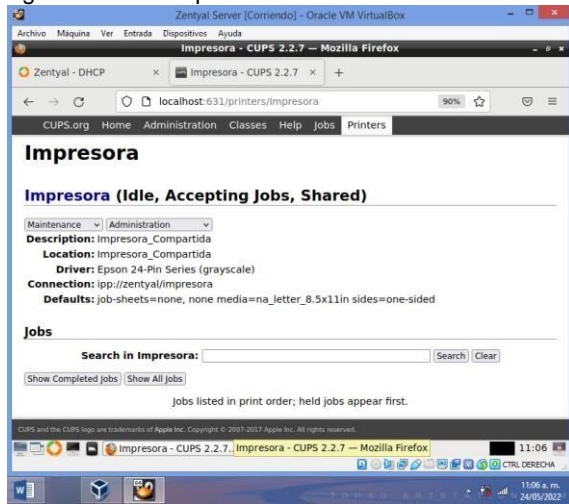 Zentyal Server [Corriendo] - Oracle VM VirtualBox
Archivo Máquina Ver Entrada Dispositivos Ayuda
Impresora - CUPS 2.2.7 — Mozilla Firefox
Zentyal - DHCP × Impresora - CUPS 2.2.7 × +
localhost:631/printers/Impresora 90%
CUPS.org Home Administration Classes Help Jobs Printers
Impresora
Impresora (Idle, Accepting Jobs, Shared)
Maintenance Administration
Description: Impresora_Compartida
Location: Impresora_Compartida
Driver: Epson 24-Pin Series (grayscale)
Connection: ipp://zentyal/impresora
Defaults: job-sheets=none, none media=na_letter_8.5x11in sides=one-sided
Jobs
Search in Impresora: Search Clear
Show Completed Jobs Show All Jobs
Jobs listed in print order; held jobs appear first.
CUPS and the CUPS logo are trademarks of Apple Inc. Copyright © 2007-2017 Apple Inc. All rights reserved.
Impresora - CUPS 2.2.7... Impresora - CUPS 2.2.7 — Mozilla Firefox 11:06
CTRL DERECHA
11:06 a. m.
24/05/2022